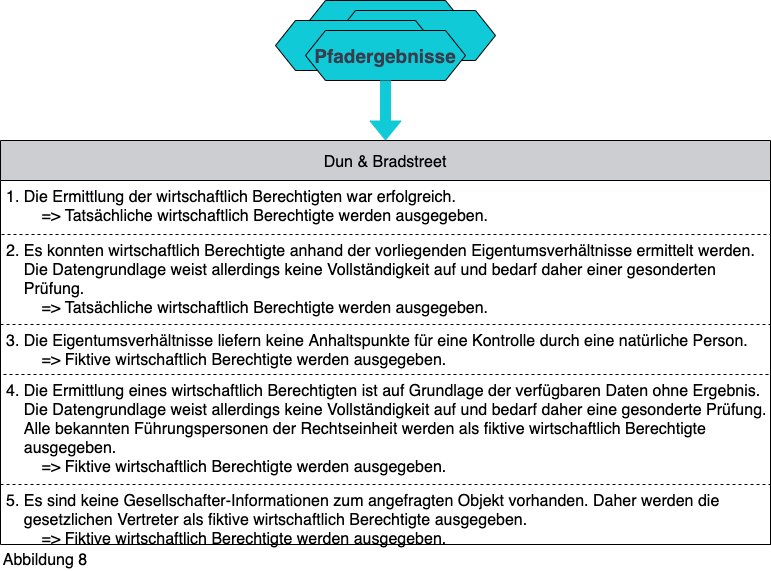 Pfadergebnisse
Dun & Bradstreet
1. Die Ermittlung der wirtschaftlich Berechtigten war erfolgreich.
=> Tatsächliche wirtschaftlich Berechtigte werden ausgegeben.
2. Es konnten wirtschaftlich Berechtigte anhand der vorliegenden Eigentumsverhältnisse ermittelt werden.
Die Datengrundlage weist allerdings keine Vollständigkeit auf und bedarf daher einer gesonderten
Prüfung.
=> Tatsächliche wirtschaftlich Berechtigte werden ausgegeben.
3. Die Eigentumsverhältnisse liefern keine Anhaltspunkte für eine Kontrolle durch eine natürliche Person.
=> Fiktive wirtschaftlich Berechtigte werden ausgegeben.
4. Die Ermittlung eines wirtschaftlich Berechtigten ist auf Grundlage der verfügbaren Daten ohne Ergebnis.
Die Datengrundlage weist allerdings keine Vollständigkeit auf und bedarf daher eine gesonderte Prüfung.
Alle bekannten Führungspersonen der Rechtseinheit werden als fiktive wirtschaftlich Berechtigte
ausgegeben.
=> Fiktive wirtschaftlich Berechtigte werden ausgegeben.
5. Es sind keine Gesellschafter-Informationen zum angefragten Objekt vorhanden. Daher werden die
gesetzlichen Vertreter als fiktive wirtschaftlich Berechtigte ausgegeben.
=> Fiktive wirtschaftlich Berechtigte werden ausgegeben.
Abbildung 8